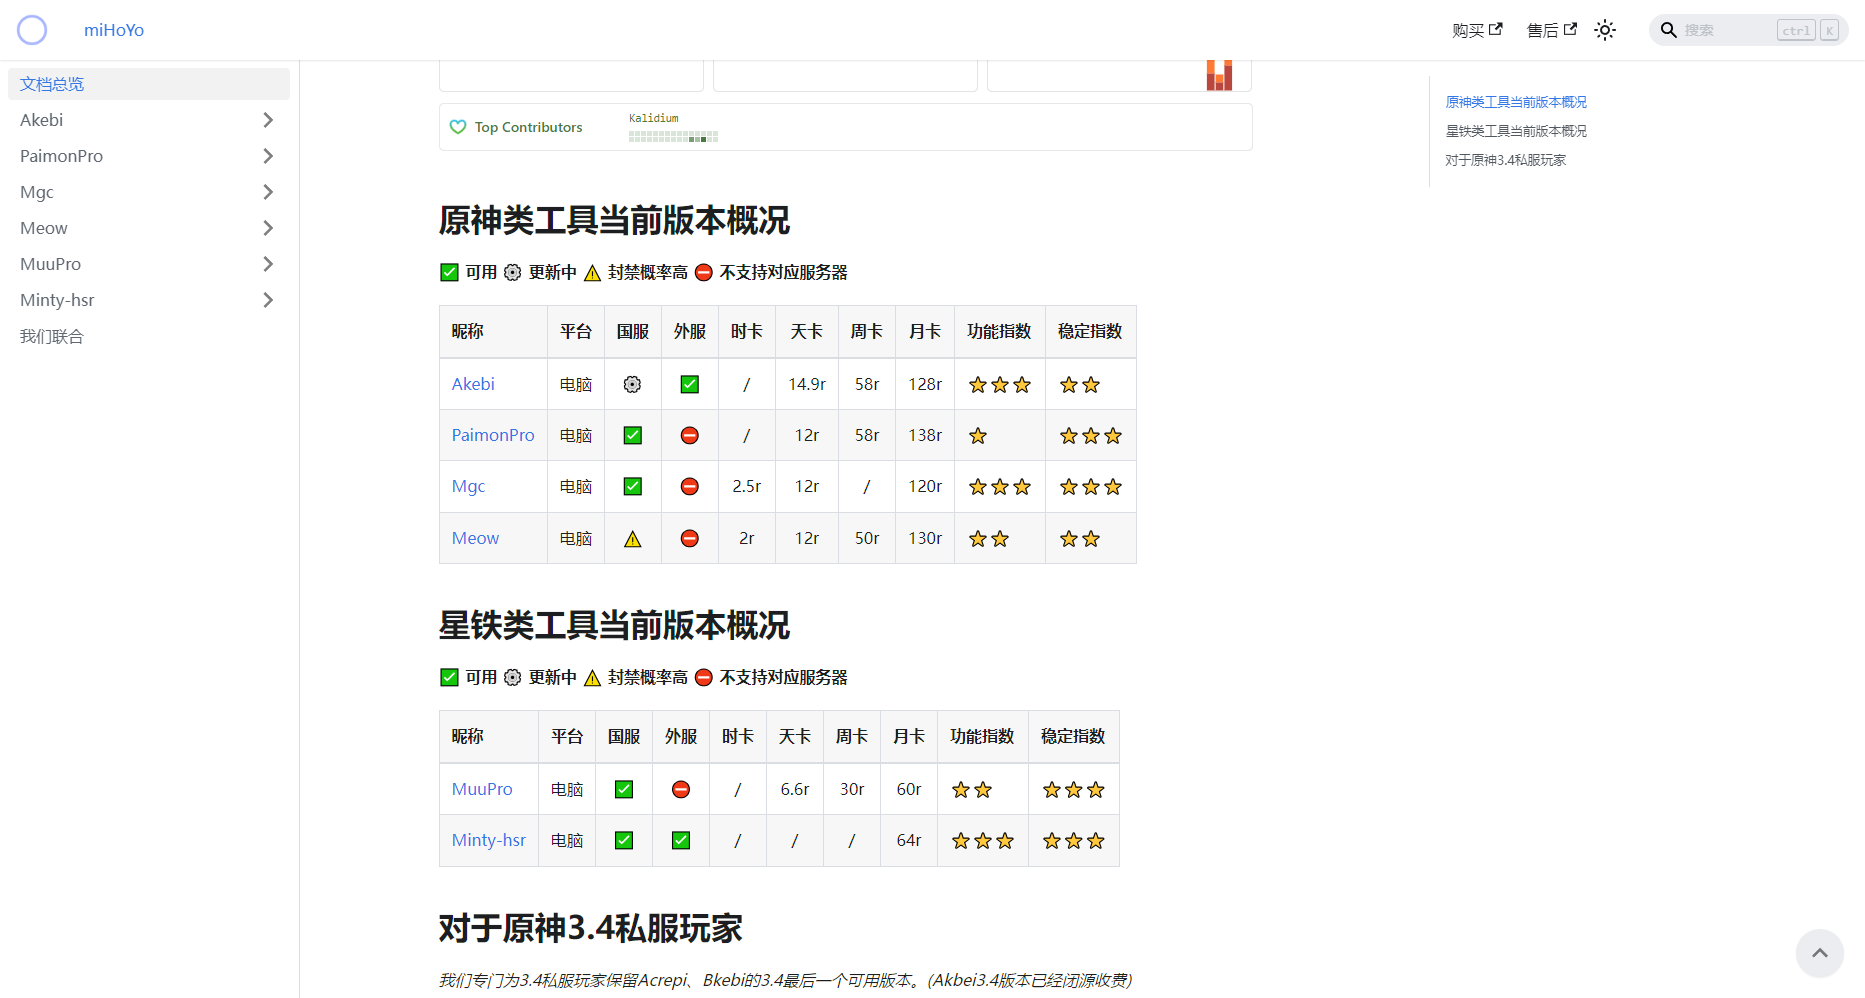 miHoYo
购买
售后
搜索
ctrl K
文档总览
Akebi
PaimonPro
Mgc
Meow
MuuPro
Minty-hsr
我们联合
Top Contributors
Kalidium
原神类工具当前版本概况
可用 更新中 封禁概率高 不支持对应服务器
昵称 平台 国服 外服 时卡 天卡 周卡 月卡 功能指数 稳定指数
Akebi 电脑 / 14.9r 58r 128r
PaimonPro 电脑 / 12r 58r 138r
Mgc 电脑 2.5r 12r / 120r
Meow 电脑 2r 12r 50r 130r
星铁类工具当前版本概况
可用 更新中 封禁概率高 不支持对应服务器
昵称 平台 国服 外服 时卡 天卡 周卡 月卡 功能指数 稳定指数
MuuPro 电脑 / 6.6r 30r 60r
Minty-hsr 电脑 / / / 64r
对于原神3.4私服玩家
我们专门为3.4私服玩家保留Acrepi、Bkebi的3.4最后一个可用版本。(Akbei3.4版本已经闭源收费)
原神类工具当前版本概况
星铁类工具当前版本概况
对于原神3.4私服玩家